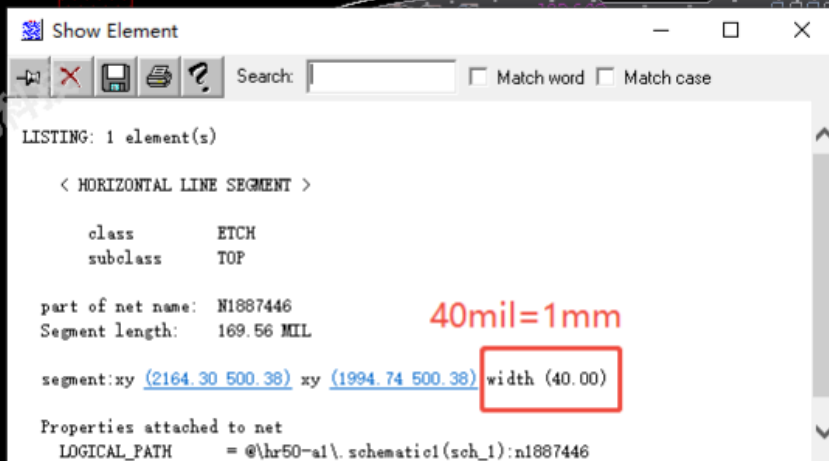 Show Element
Search: Match word Match case
LISTING: 1 element(s)
< HORIZONTAL LINE SEGMENT >
class ETCH
subclass TOP
part of net name: N1887446
40mil=1mm
Segment length: 169.56 MIL
segment:xy (2164.30 500.38) xy (1994.74 500.38) width (40.00)
Properties attached to net
LOGICAL_PATH = @\hr50-a1\.schematic1(sch_1):n1887446